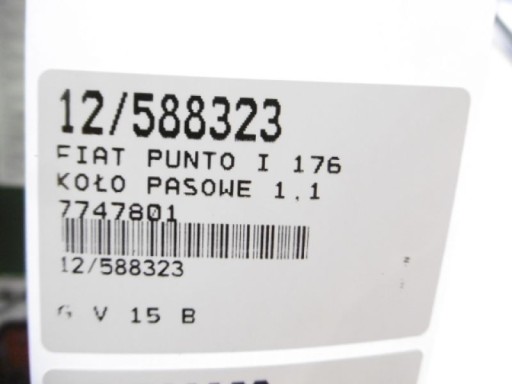 12/588323
FIAT PUNTO I 176
KOŁO PASOWE 1,1
7747801
12/588323
G V 15 B